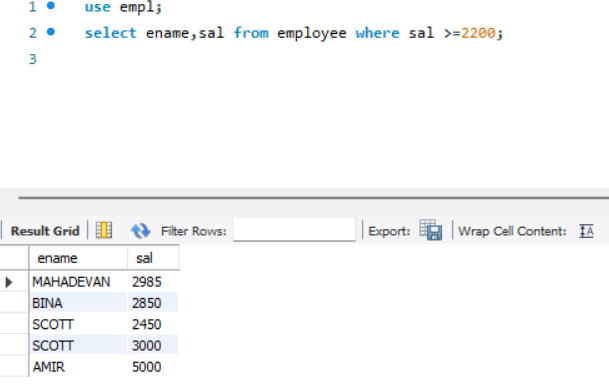 1 use empl;
2 select ename,sal from employee where sal >=2200;
3
Result Grid Filter Rows: Export: Wrap Cell Content: IA
ename sal
MAHADEVAN 2985
BINA 2850
SCOTT 2450
SCOTT 3000
AMIR 5000